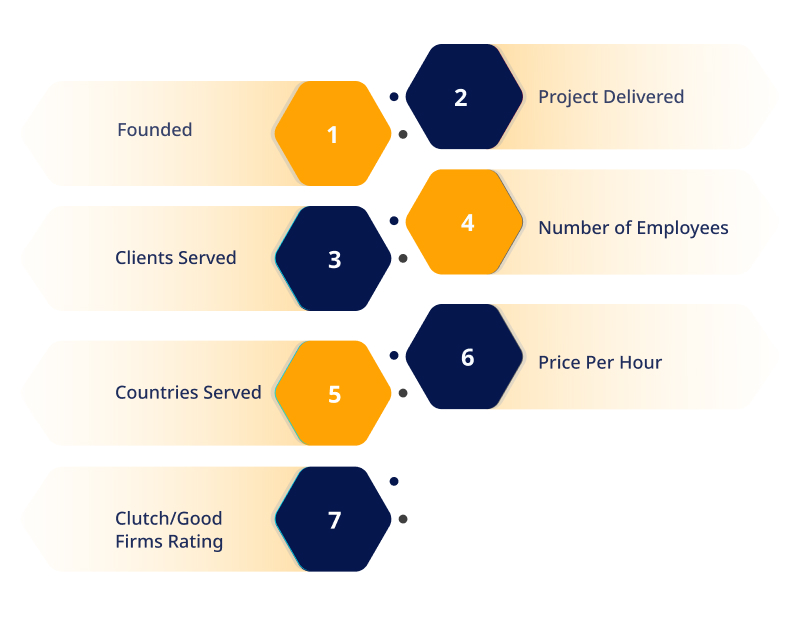 1
Founded
2
Project Delivered
3
Clients Served
4
Number of Employees
5
Countries Served
6
Price Per Hour
7
Clutch/Good
Firms Rating